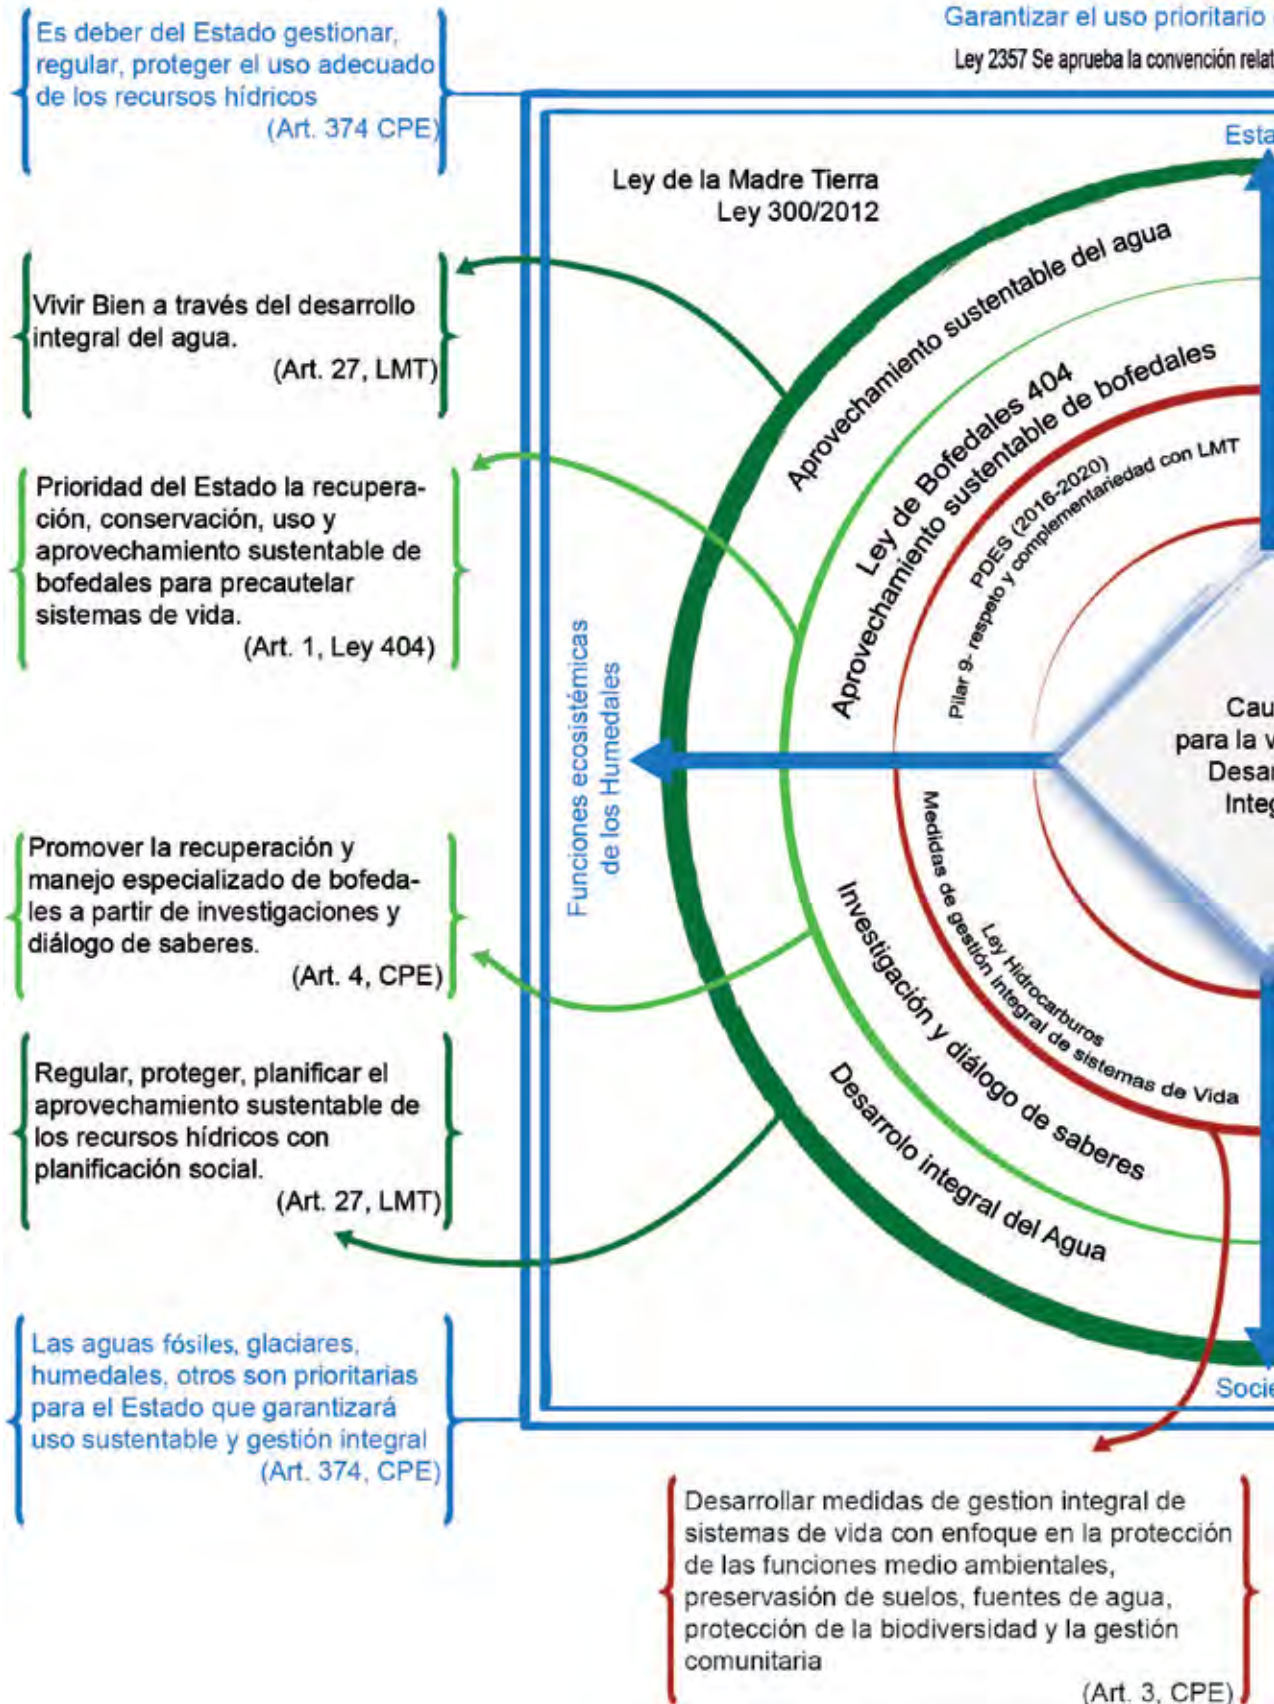 Garantizar el uso prioritario
Ley 2357 Se aprueba la convención relat
Es deber del Estado gestionar,
regular, proteger el uso adecuado
de los recursos hídricos
(Art. 374 CPE)
Esta
Ley de la Madre Tierra
Ley 300/2012
Vivir Bien a través del desarrollo
integral del agua.
(Art. 27, LMT)
Prioridad del Estado la recupera-
ción, conservación, uso y
aprovechamiento sustentable de
bofedales para precautelar
sistemas de vida.
(Art. 1, Ley 404)
Promover la recuperación y
manejo especializado de bofeda-
les a partir de investigaciones y
diálogo de saberes.
(Art. 4, CPE)
Regular, proteger, planificar el
aprovechamiento sustentable de
los recursos hídricos con
planificación social.
(Art. 27, LMT)
Las aguas fósiles, glaciares,
humedales, otros son prioritarias
para el Estado que garantizará
uso sustentable y gestión integral
(Art. 374, CPE)
Funciones ecosistémicas
de los Humedales
Aprovechamiento sustentable del agua
Ley de Bofedales 404
Aprovechamiento sustentable de bofedales
PDES (2016-2020)
Pilar 9- respeto y complementariedad con LMT
Cau
para la v
Desar
Integ
Ley Hidrocarburos
Medidas de gestión integral de sistemas de Vida
Investigación y diálogo de saberes
Desarrolo integral del Agua
Socie
Desarrollar medidas de gestion integral de
sistemas de vida con enfoque en la protección
de las funciones medio ambientales,
preservasión de suelos, fuentes de agua,
protección de la biodiversidad y la gestión
comunitaria
(Art. 3, CPE)